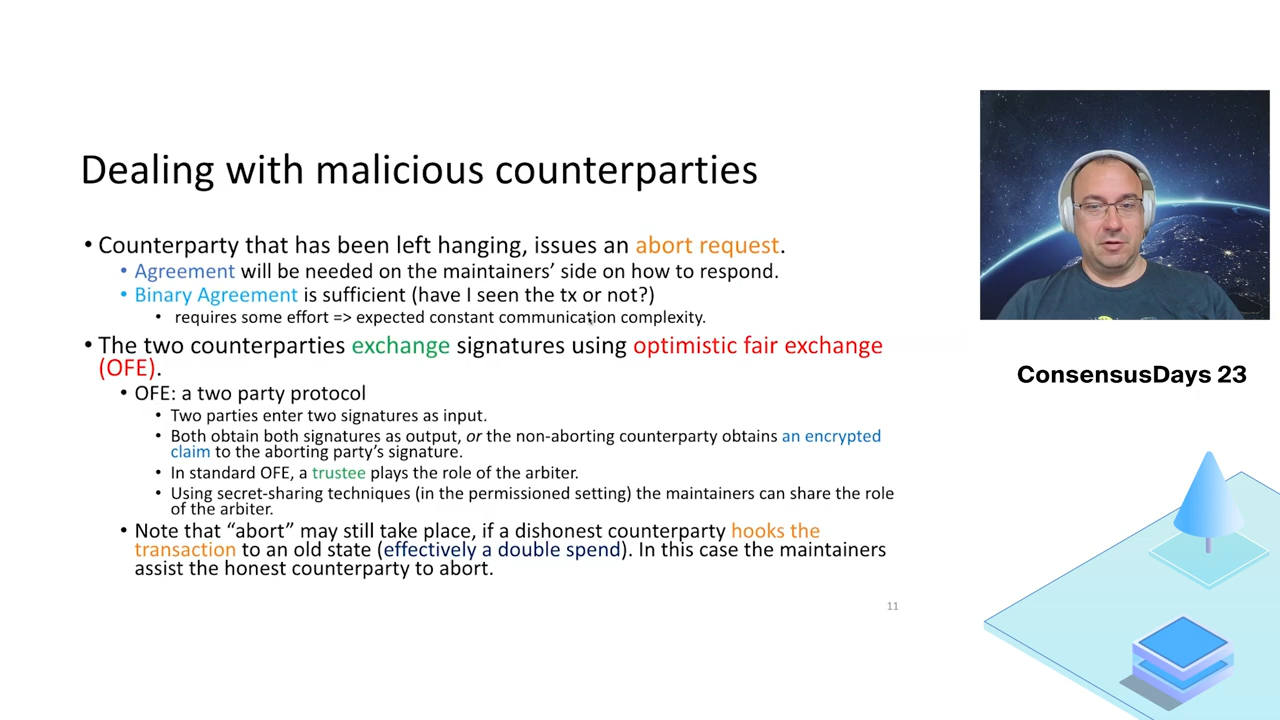 Dealing with malicious counterparties
• Counterparty that has been left hanging, issues an abort request.
• Agreement will be needed on the maintainers’ side on how to respond.
• Binary Agreement is sufficient (have I seen the tx or not?)
• requires some effort => expected constant communication complexity.
• The two counterparties exchange signatures using optimistic fair exchange
(OFE).
• OFE: a two party protocol
• Two parties enter two signatures as input.
• Both obtain both signatures as output, or the non-aborting counterparty obtains an encrypted
claim to the aborting party’s signature.
• In standard OFE, a trustee plays the role of the arbiter.
• Using secret-sharing techniques (in the permissioned setting) the maintainers can share the role
of the arbiter.
• Note that “abort” may still take place, if a dishonest counterparty hooks the
transaction to an old state (effectively a double spend). In this case the maintainers
assist the honest counterparty to abort.
11
ConsensusDays 23